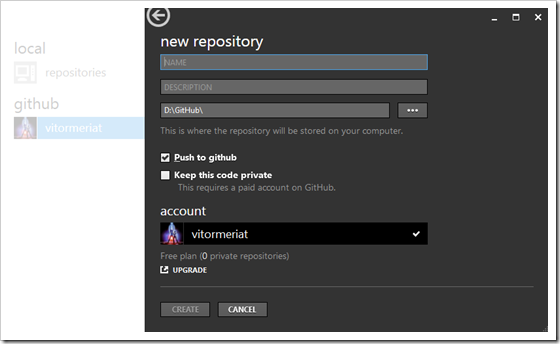 local
repositories
github
vitormeriat
new repository
NAME
DESCRIPTION
D:\GitHub\
...
This is where the repository will be stored on your computer.
Push to github
Keep this code private
This requires a paid account on GitHub.
account
vitormeriat
Free plan (0 private repositories)
UPGRADE
CREATE
CANCEL